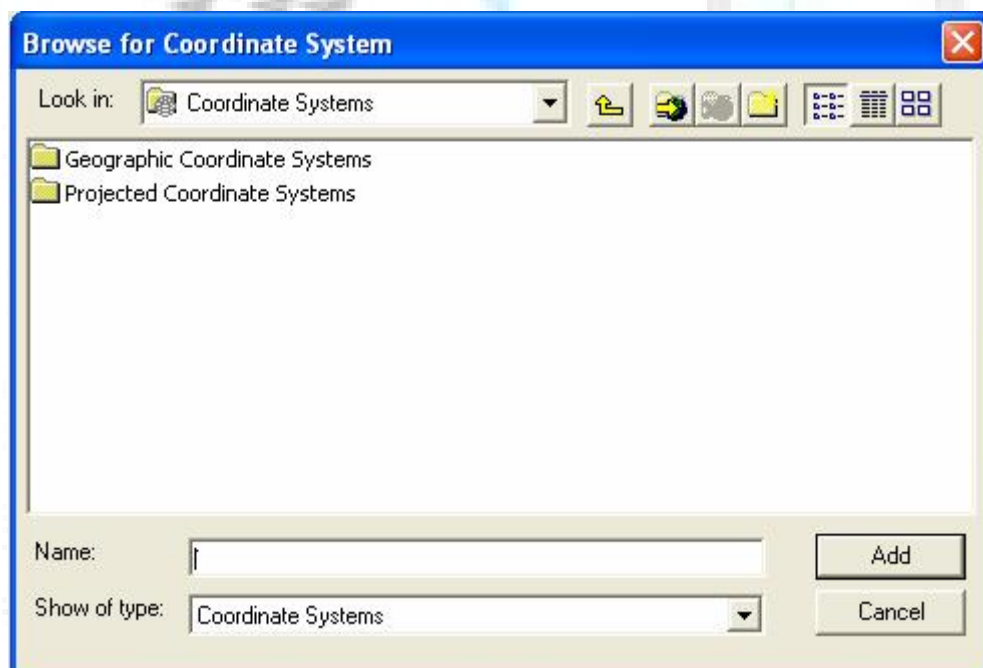 Browse for Coordinate System
Look in: Coordinate Systems
Geographic Coordinate Systems
Projected Coordinate Systems
Name:
Add
Show of type: Coordinate Systems
Cancel